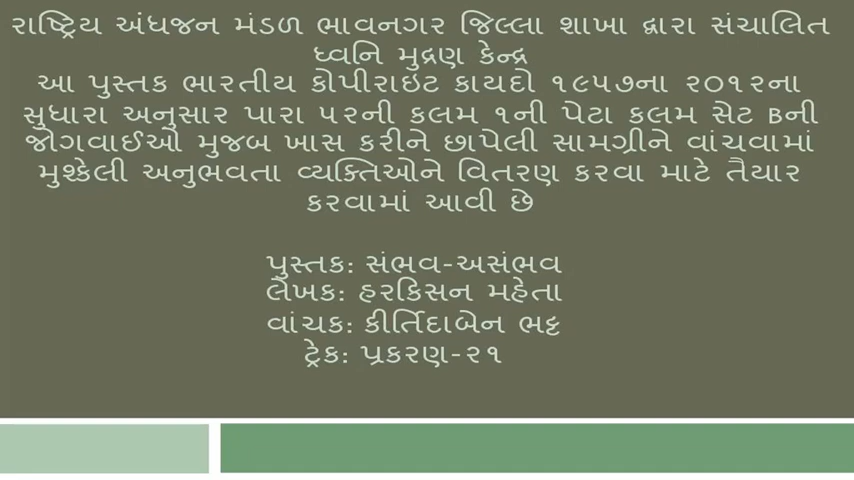 રાષ્ટ્રિય અંધજન મંડળ ભાવનગર જિલ્લા શાખા દ્વારા સંચાલિત
ધ્વનિ મુદ્રણ કેન્દ્ર
આ પુસ્તક ભારતીય કોપીરાઇટ કાયદો ૧૯૫૭ના ૨૦૧૨ના
સુધારા અનુસાર પારા ૫૨ની કલમ ૧ની પેટા કલમ સેટ Bની
જોગવાઈઓ મુજબ ખાસ કરીને છાપેલી સામગ્રીને વાંચવામાં
મુશ્કેલી અનુભવતા વ્યક્તિઓને વિતરણ કરવા માટે તૈયાર
કરવામાં આવી છે
પુસ્તક: સંભવ-અસંભવ
લેખક: હરકિસન મહેતા
વાંચક: કીર્તિદાબેન ભટ્ટ
ટ્રેક: પ્રકરણ-૨૧